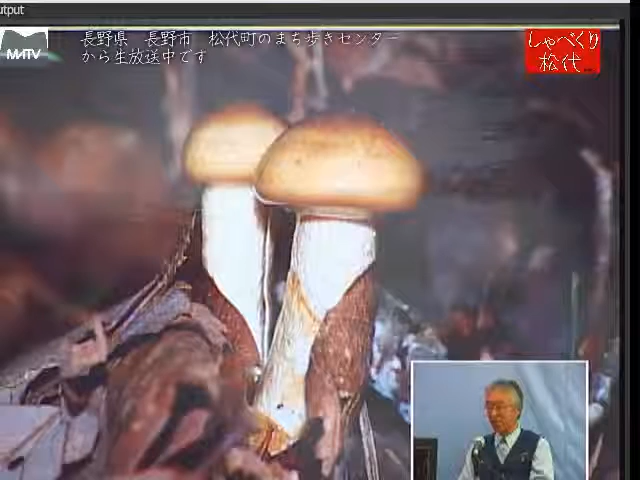 utput
MATV
長野県 長野市 松代町のまち歩きセンター
から生放送中です
しゃべくり
松代